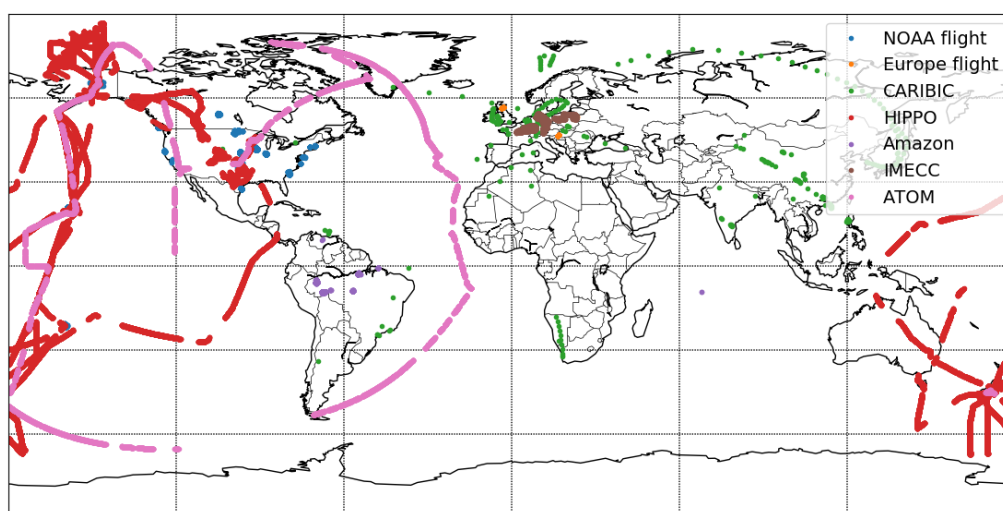 NOAA flight
Europe flight
CARIBIC
HIPPO
Amazon
IMECC
ATOM